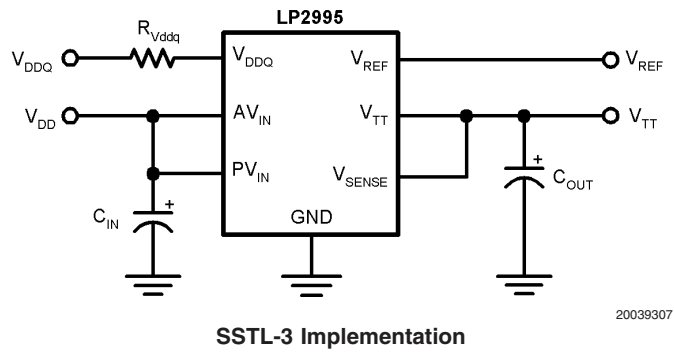 LP2995
R_Vddq
V_DDQ
V_DDQ
V_REF
V_REF
V_DD
AV_IN
V_TT
V_TT
PV_IN
V_SENSE
C_IN
+
C_OUT
+
GND
20039307
SSTL-3 Implementation